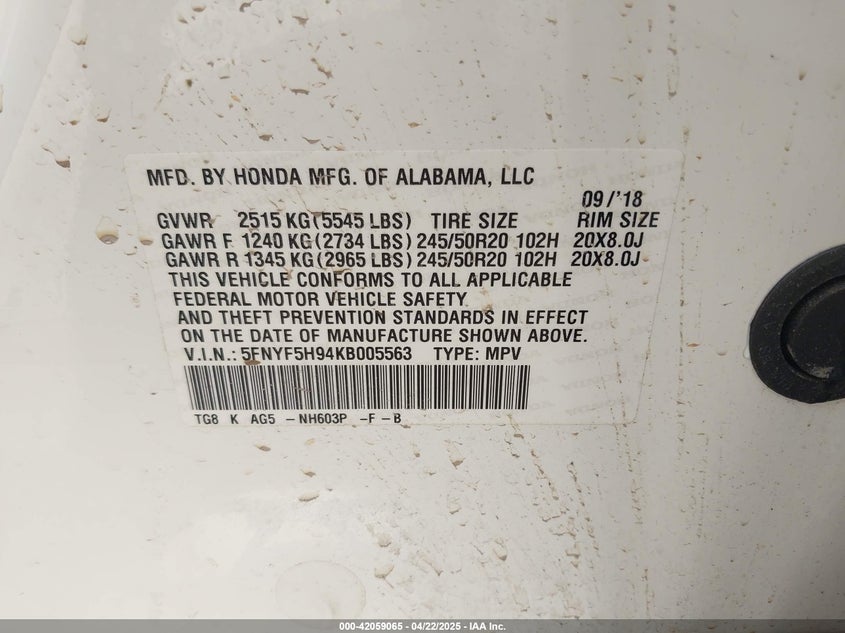 MFD. BY HONDA MFG. OF ALABAMA, LLC
09/'18
GVWR 2515 KG(5545 LBS) TIRE SIZE RIM SIZE
GAWR F 1240 KG(2734 LBS) 245/50R20 102H 20X8.0J
GAWR R 1345 KG(2965 LBS) 245/50R20 102H 20X8.0J
THIS VEHICLE CONFORMS TO ALL APPLICABLE
FEDERAL MOTOR VEHICLE SAFETY
AND THEFT PREVENTION STANDARDS IN EFFECT
ON THE DATE OF MANUFACTURE SHOWN ABOVE.
V.I.N.: 5FNYF5H94KB005563 TYPE: MPV
TG8 K AG5 -NH603P -F-B
000-42059065 - 04/22/2025 - IAA Inc.